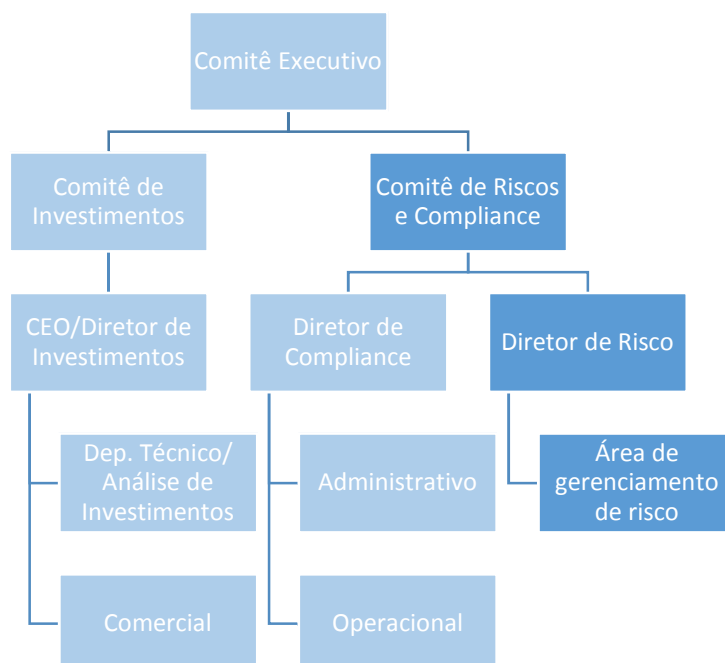 Comitê Executivo
Comitê de
Investimentos
Comitê de Riscos
e Compliance
CEO/Diretor de
Investimentos
Diretor de
Compliance
Diretor de Risco
Dep. Técnico/
Análise de
Investimentos
Administrativo
Área de
gerenciamento
de risco
Comercial
Operacional